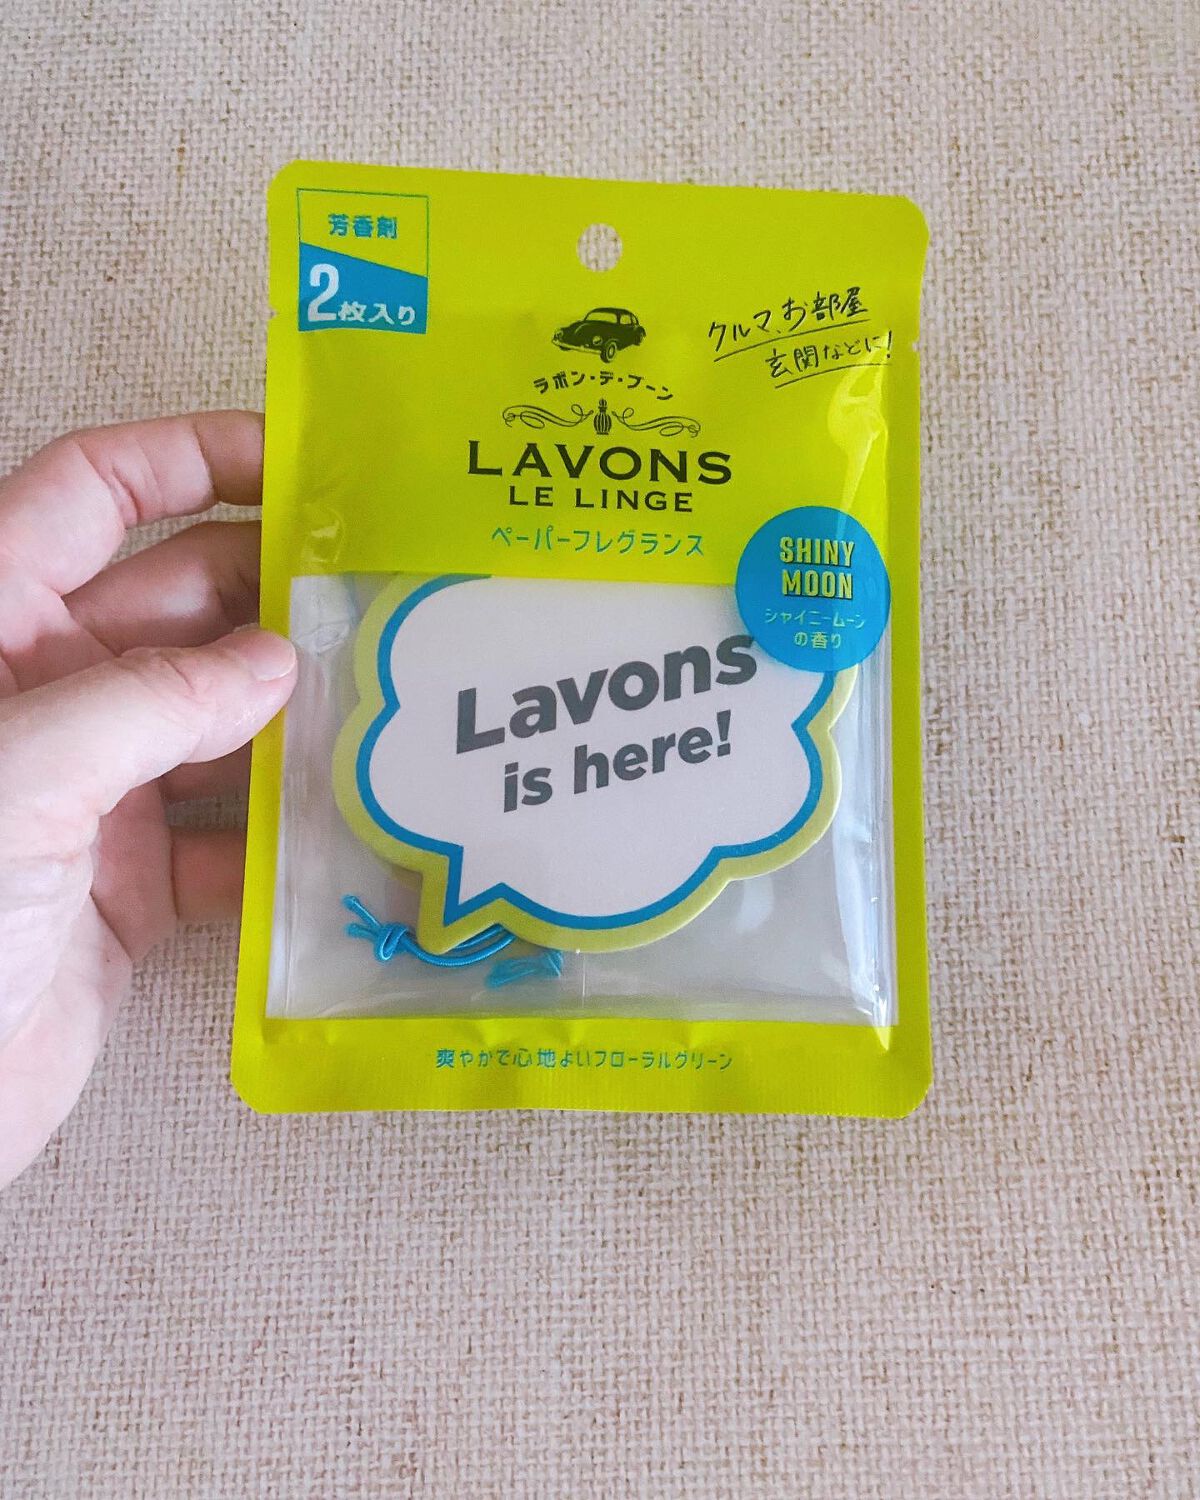 芳香剤
2枚入り
クルマ、お部屋
玄関などに!
ラボン・デ・ブーン
LAVONS
LE LINGE
ペーパーフレグランス
SHINY
MOON
シャイニームーン
の香り
Lavons
is here!
爽やかで心地よいフローラルグリーン